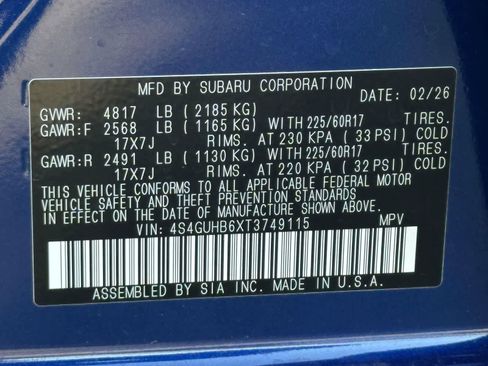 MFD BY SUBARU CORPORATION
DATE: 02/26
GVWR: 4817 LB ( 2185 KG)
GAWR:F 2568 LB ( 1165 KG) WITH 225/60R17 TIRES.
17X7J RIMS. AT 230 KPA ( 33 PSI) COLD
GAWR:R 2491 LB ( 1130 KG) WITH 225/60R17 TIRES.
17X7J RIMS. AT 220 KPA ( 32 PSI) COLD
THIS VEHICLE CONFORMS TO ALL APPLICABLE FEDERAL MOTOR
VEHICLE SAFETY AND THEFT PREVENTION STANDARDS
IN EFFECT ON THE DATE OF MANUFACTURE SHOWN ABOVE.
VIN: 4S4GUHB6XT3749115 MPV
ASSEMBLED BY SIA INC. MADE IN U.S.A.